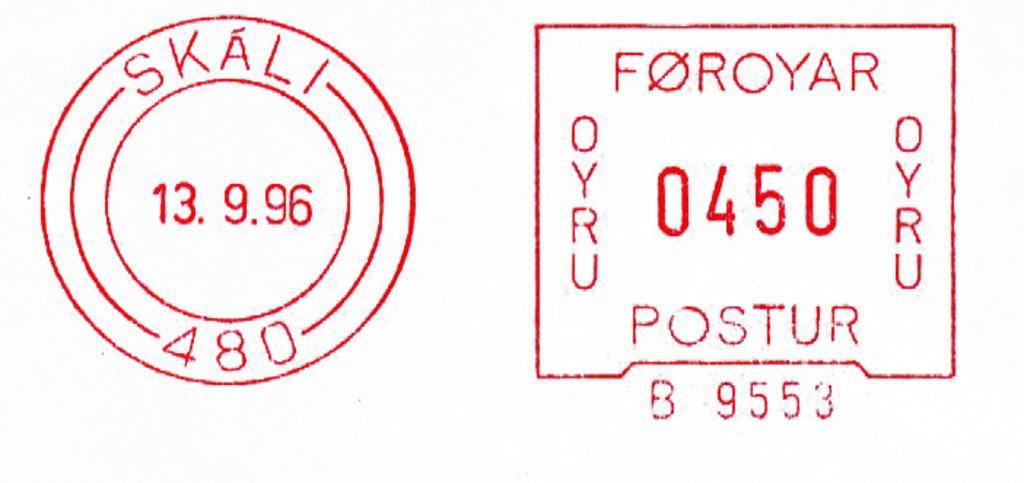 SKÁLI
13. 9.96
480
FØROYAR
OYRU
0450
OYRU
POSTUR
B 9553